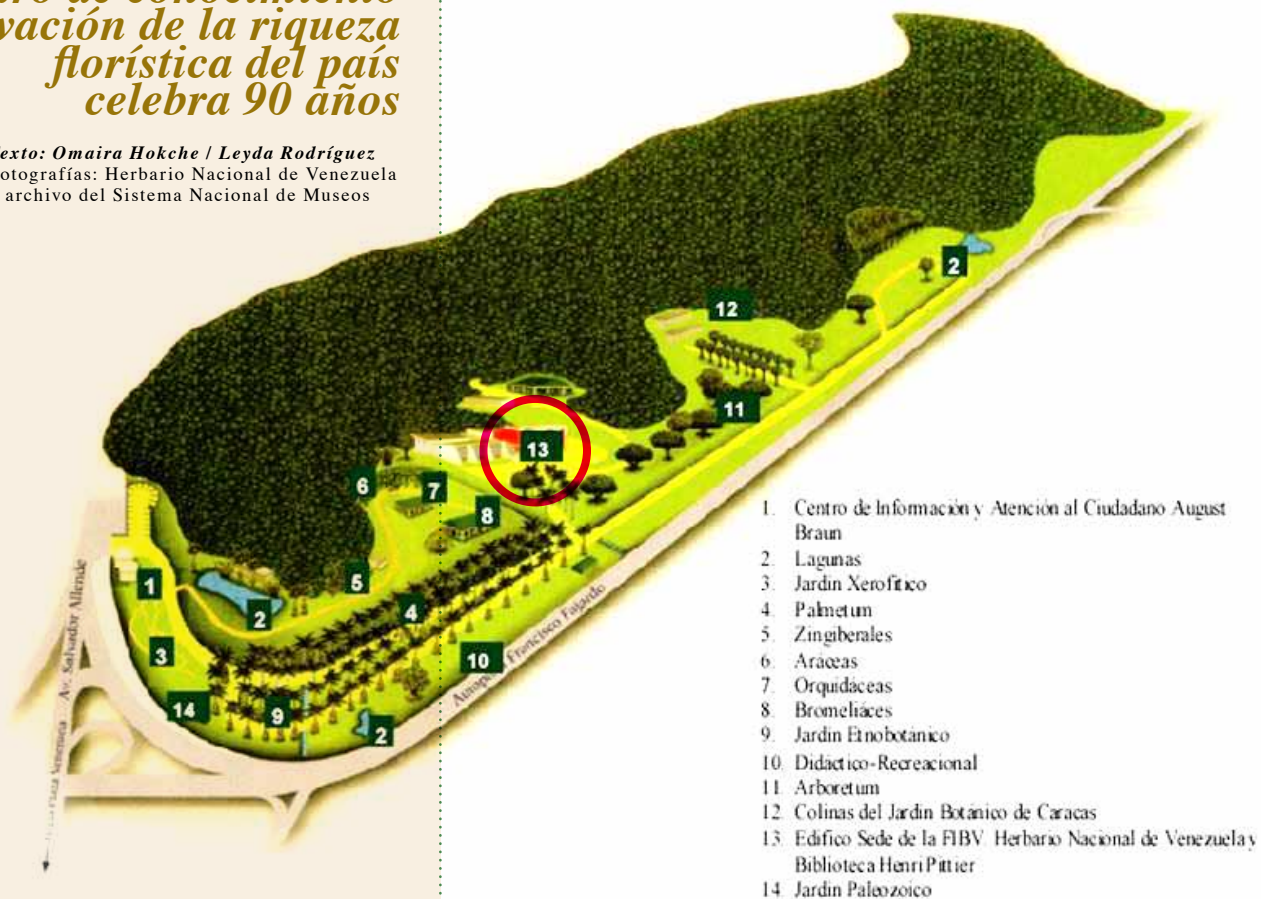 conocimiento
vación de la riqueza
florística del país
celebra 90 años
exto: Omaira Hokche / Leyda Rodríguez
otografías: Herbario Nacional de Venezuela
archivo del Sistema Nacional de Museos
2
12
11
13
6
7
8
1
5
2
4
3
10
14
9
2
Av. Salvador Allende
Francisco Fajardo
1. Centro de Información y Atención al Ciudadano August
Braun
2. Lagunas
3. Jardín Xerofítico
4. Palmetum
5. Zingiberales
6. Aráceas
7. Orquidáceas
8. Bromeliáces
9. Jardín Etnobotánico
10. Didáctico-Recreacional
11. Arboretum
12. Colinas del Jardín Botánico de Caracas
13. Edifico Sede de la FIBV. Herbario Nacional de Venezuela y
Biblioteca Henri Pittier
14. Jardín Paleozoico